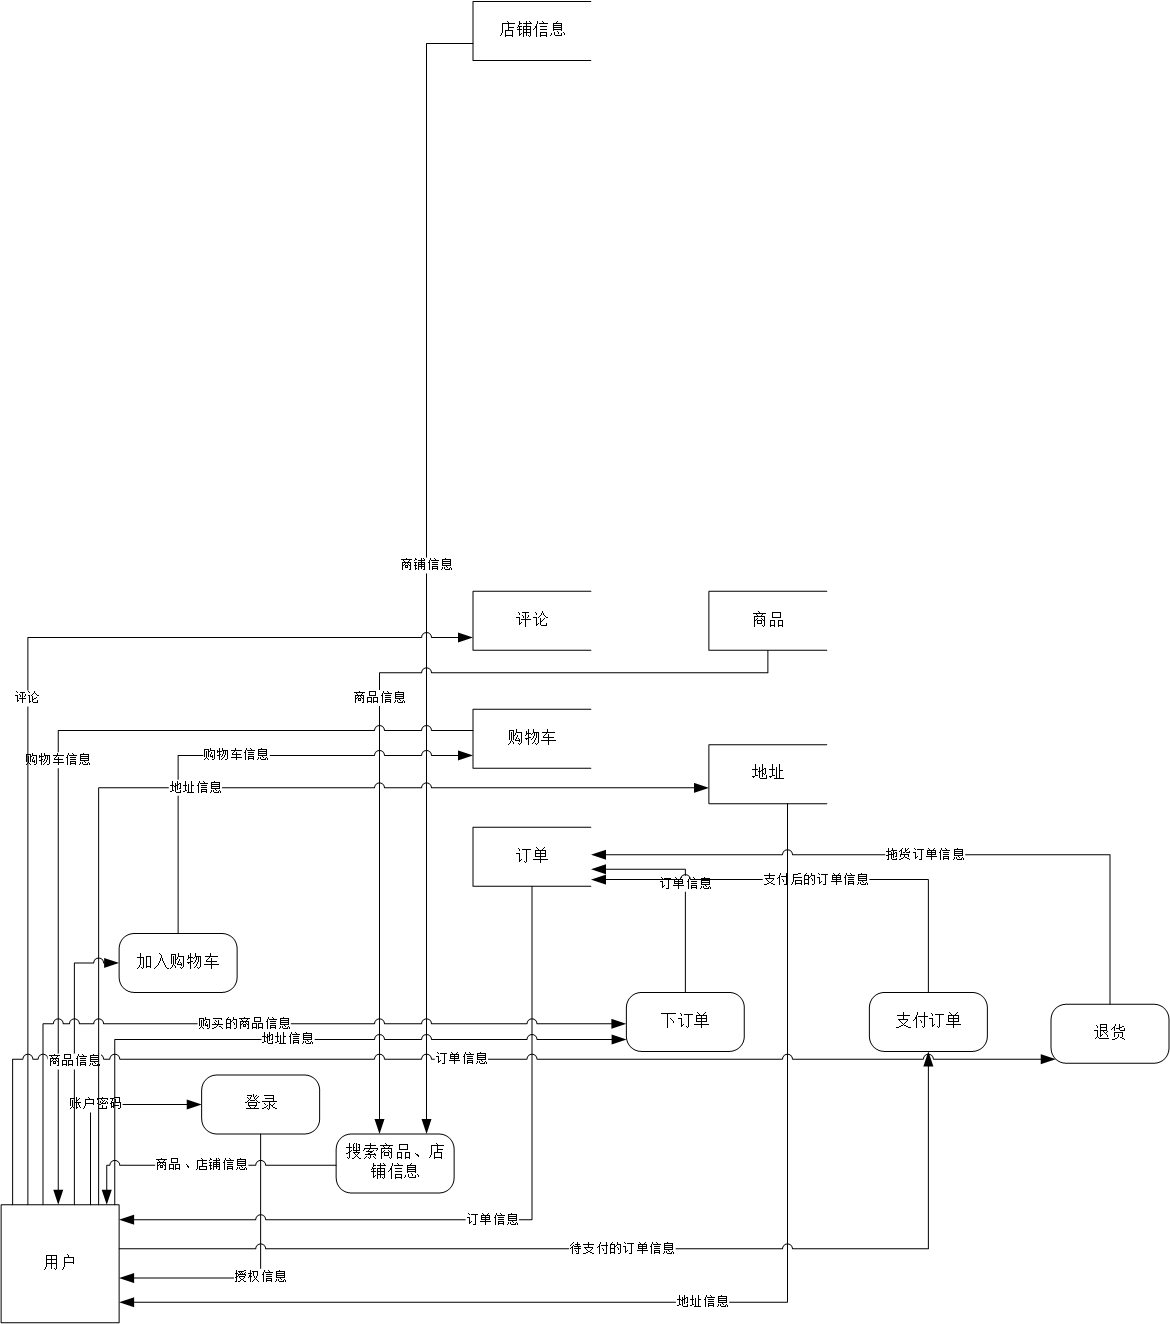 店铺信息
商铺信息
评论
商品
评论
商品信息
购物车
购物车信息
购物车信息
地址
地址信息
订单
拖货订单信息
支付后的订单信息
订单信息
加入购物车
购买的商品信息
下订单
支付订单
退货
地址信息
商品信息
订单信息
账户密码
登录
搜索商品、店
铺信息
商品、店铺信息
订单信息
待支付的订单信息
用户
授权信息
地址信息